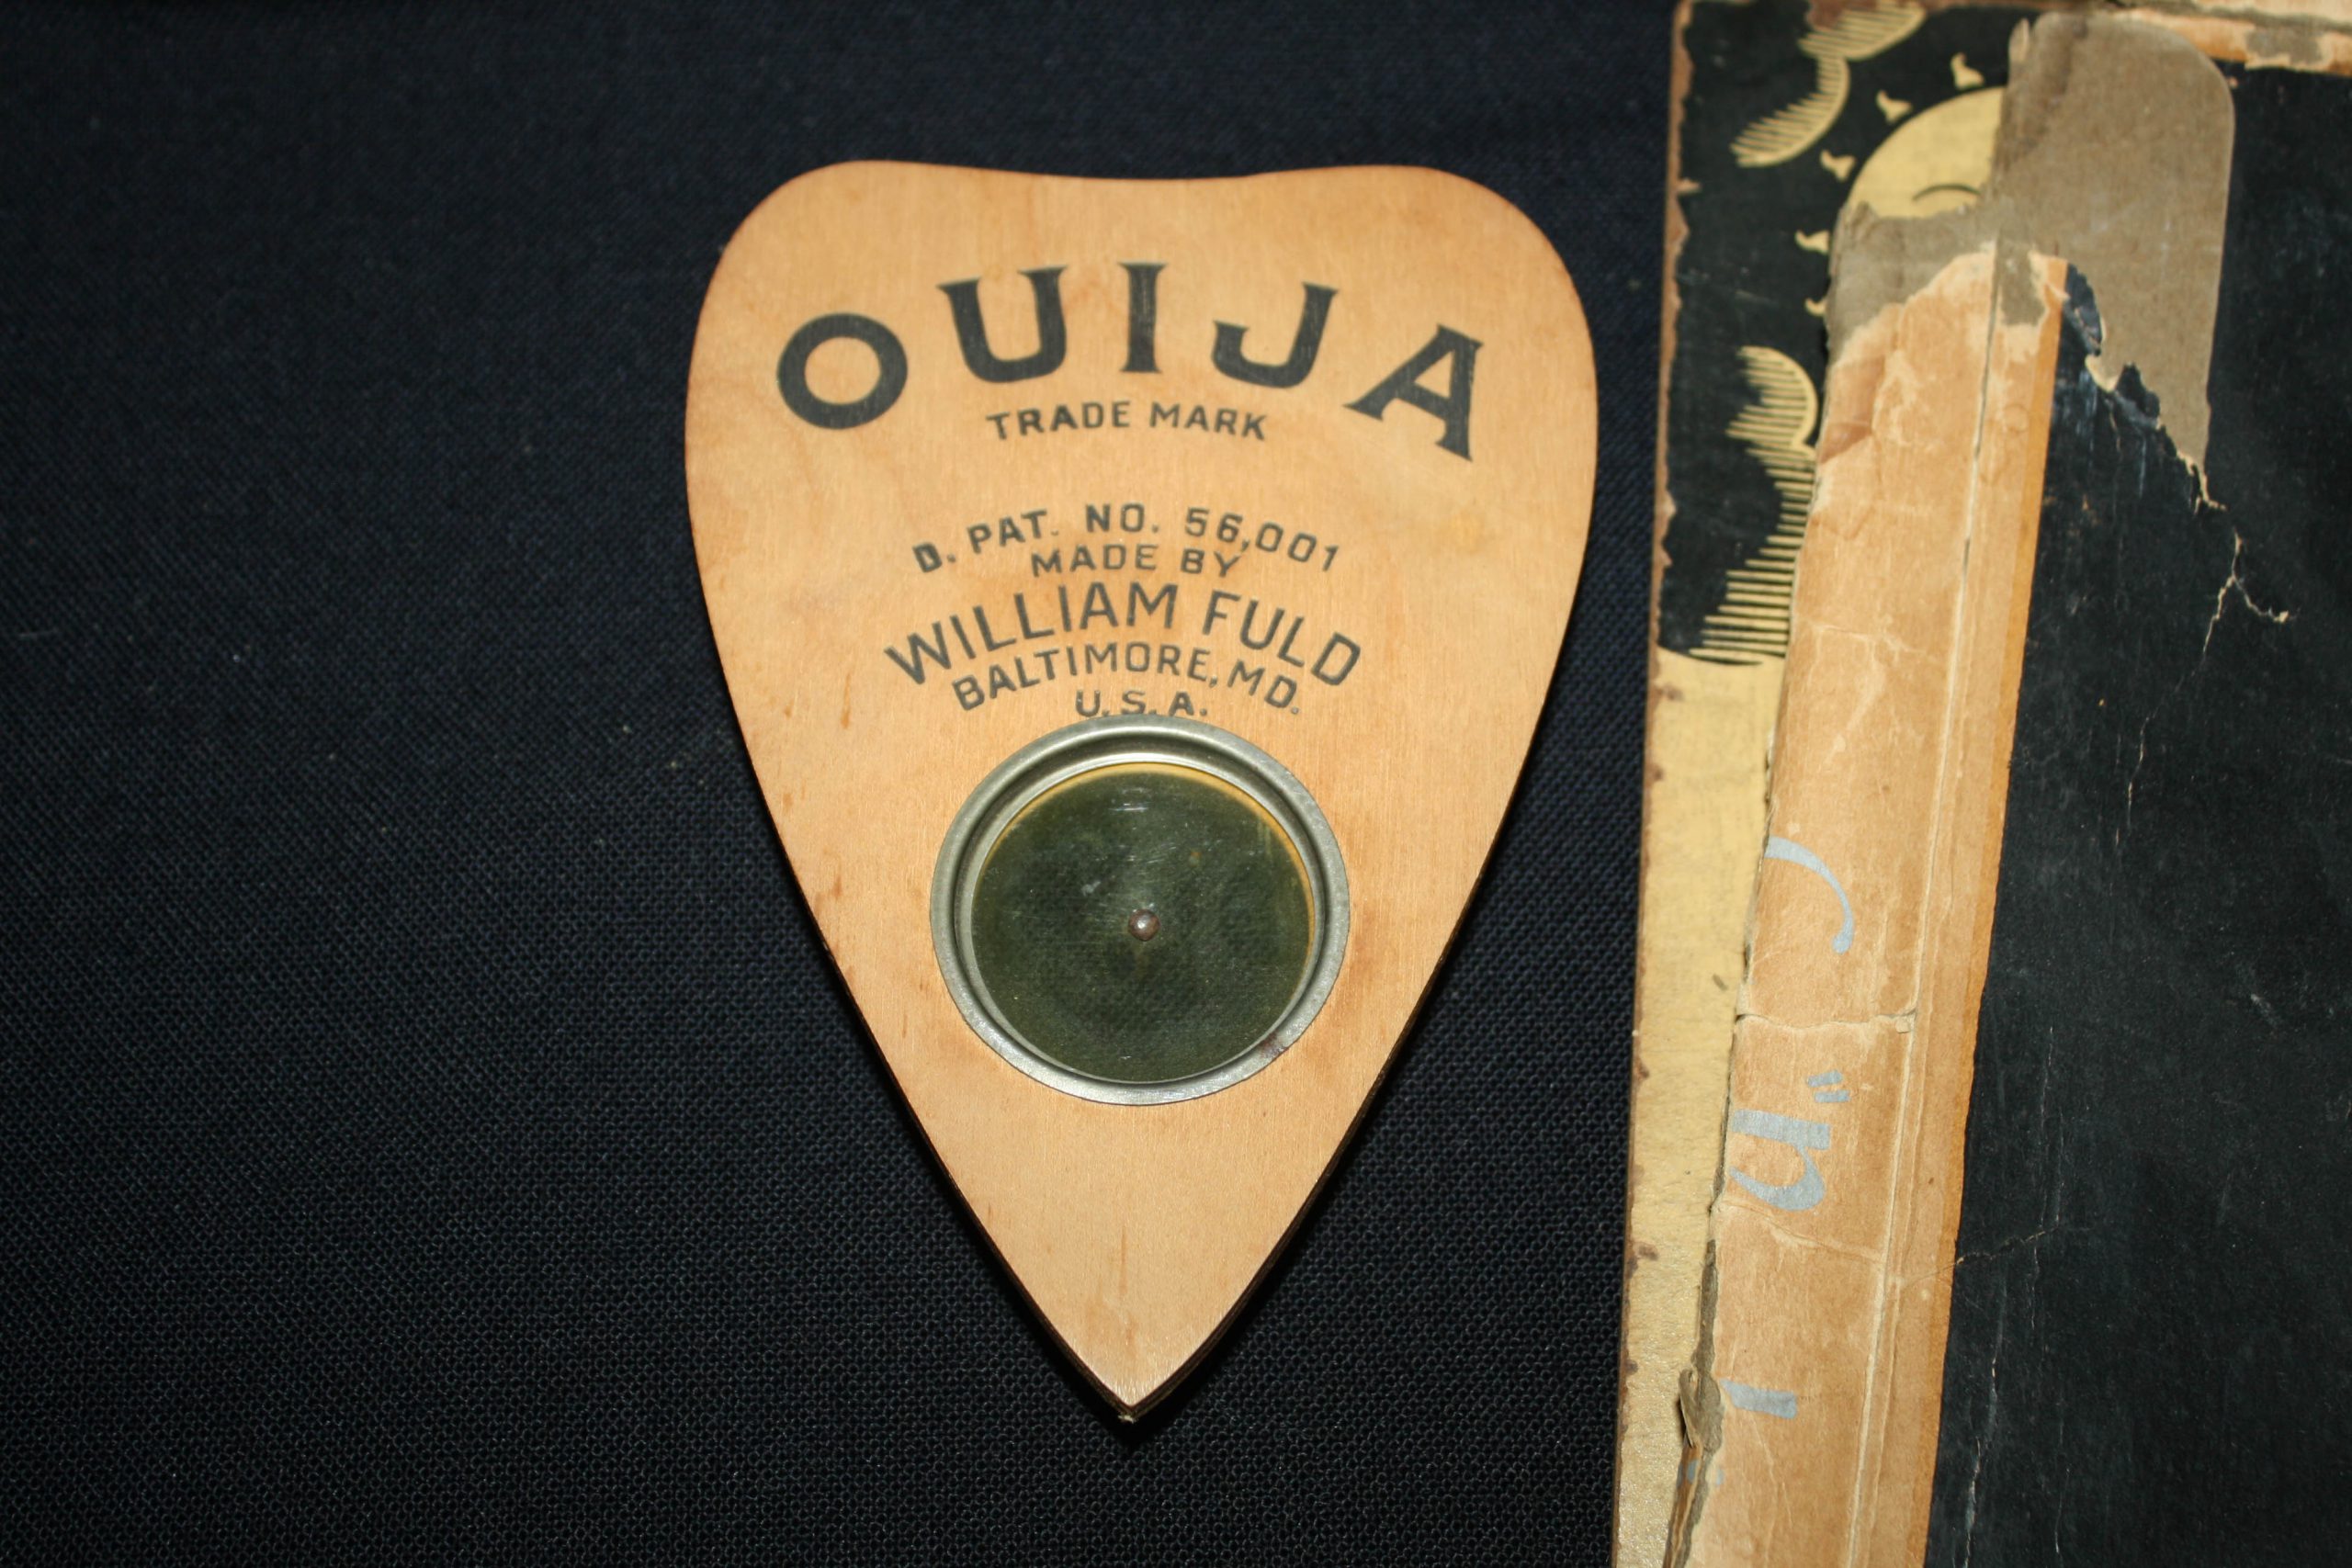 OUIJA
TRADE MARK
D. PAT. NO. 56,001
MADE BY
WILLIAM FULD
BALTIMORE, MD.
U.S.A.